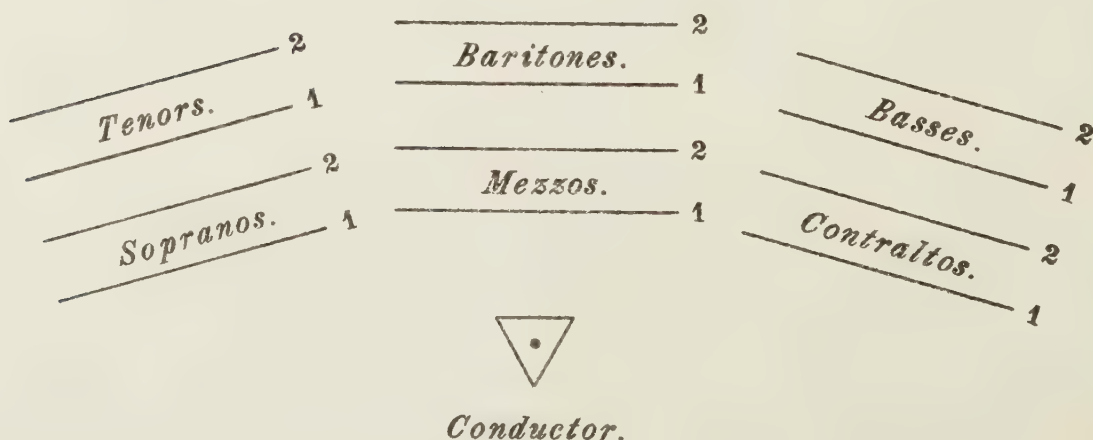 2
Baritones.
1
2
Tenors.
1
Basses.
2
1
2
Mezzos.
1
2
Sopranos.
1
Contraltos.
2
1
Conductor.